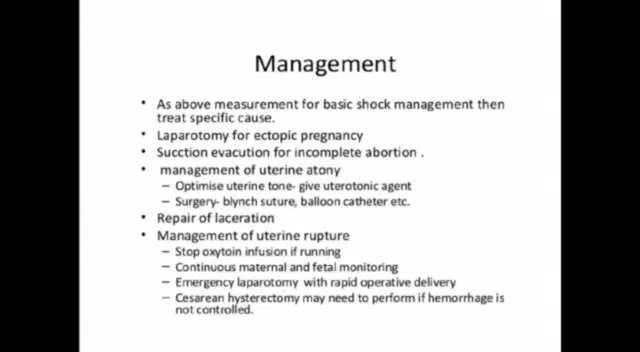 Management
• As above measurement for basic shock management then
treat specific cause.
• Laparotomy for ectopic pregnancy
• Sucction evacution for incomplete abortion .
• management of uterine atony
– Optimise uterine tone- give uterotonic agent
– Surgery- blynch suture, balloon catheter etc.
• Repair of laceration
• Management of uterine rupture
– Stop oxytoin infusion if running
– Continuous maternal and fetal monitoring
– Emergency laparotomy with rapid operative delivery
– Cesarean hysterectomy may need to perform if hemorrhage is
not controlled.